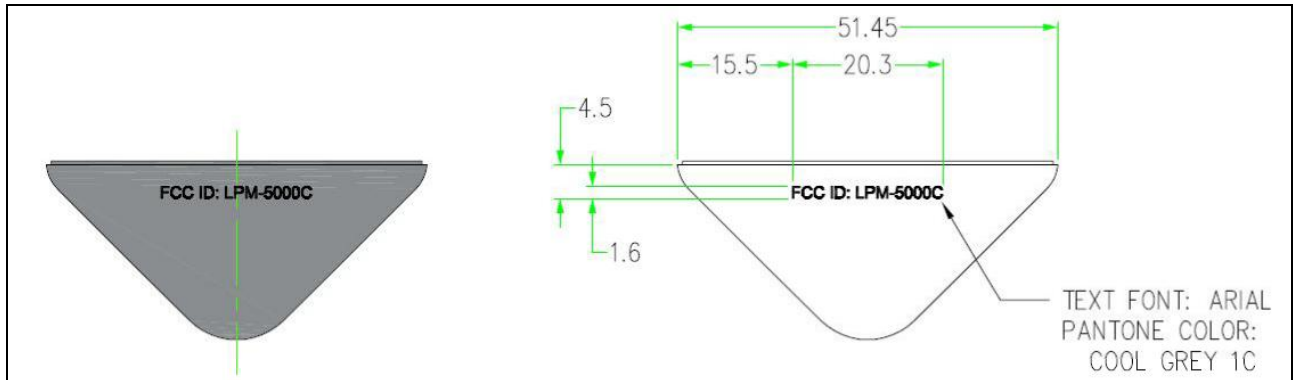 51.45
15.5
20.3
4.5
FCC ID: LPM-5000C
FCC ID: LPM-5000C
1.6
TEXT FONT: ARIAL
PANTONE COLOR:
COOL GREY 1C